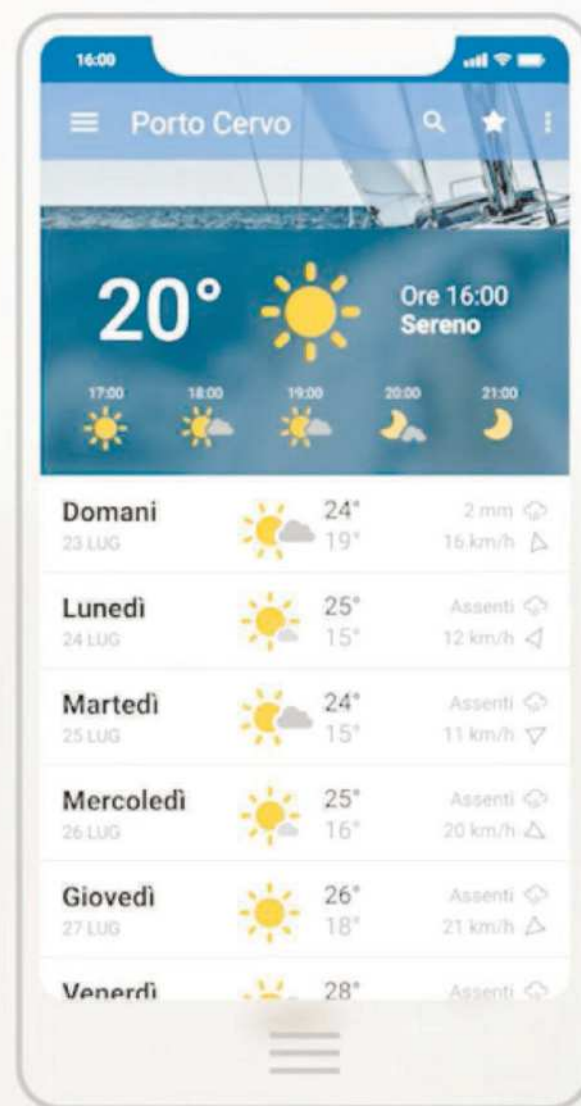 16:00
Porto Cervo
20°
Ore 16:00
Sereno
17:00 18:00 19:00 20:00 21:00
Domani 24° 2 mm
23 LUG 19° 16 km/h
Lunedì 25° Assenti
24 LUG 15° 12 km/h
Martedì 24° Assenti
25 LUG 15° 11 km/h
Mercoledì 25° Assenti
26 LUG 16° 20 km/h
Giovedì 26° Assenti
27 LUG 18° 21 km/h
Venerdì 28° Assenti